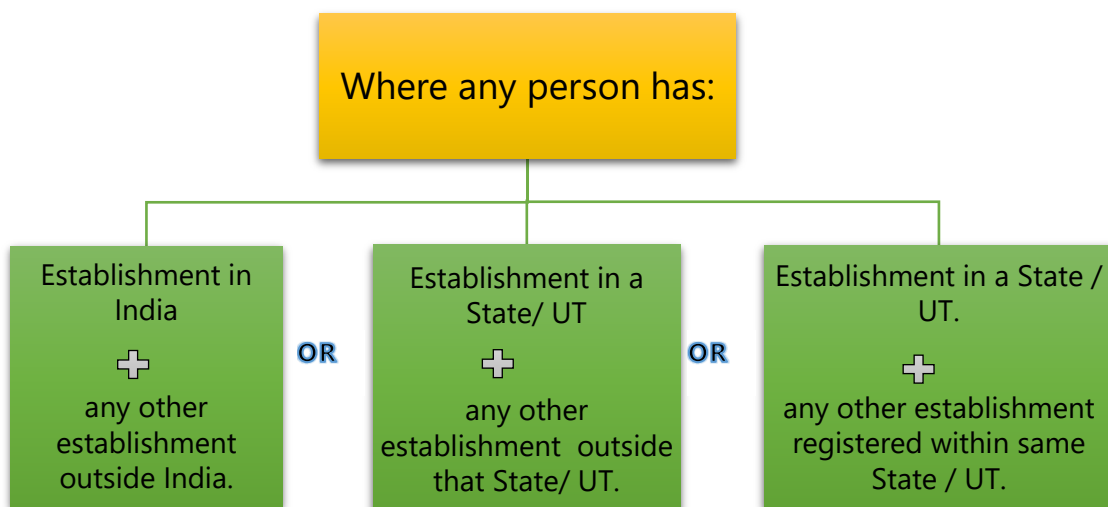 Where any person has:
Establishment in
India
any other
establishment
outside India.
OR
Establishment in a
State/ UT
any other
establishment outside
that State/ UT.
OR
Establishment in a State /
UT.
any other establishment
registered within same
State / UT.